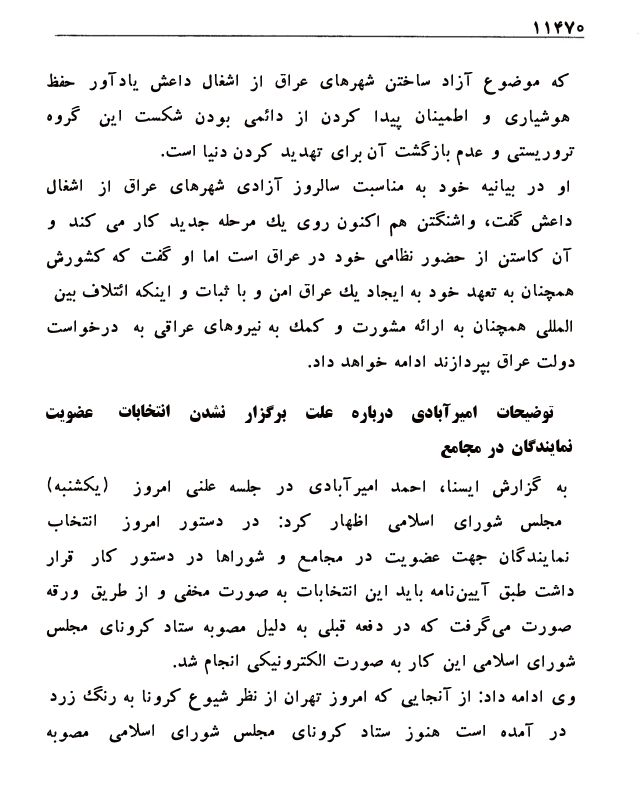 ۱۱۴۷۰
که موضوع آزاد ساختن شهرهای عراق از اشغال داعش یادآور حفظ
هوشیاری و اطمینان پیدا کردن از دائمی بودن شکست این گروه
تروریستی و عدم بازگشت آن برای تهدید کردن دنیا است.
او در بیانیه خود به مناسبت سالروز آزادی شهرهای عراق از اشغال
داعش گفت، واشنگتن هم اکنون روی یك مرحله جدید کار می کند و
آن کاستن از حضور نظامی خود در عراق است اما او گفت که کشورش
همچنان به تعهد خود به ایجاد یك عراق امن و با ثبات و اینکه ائتلاف بین
المللی همچنان به ارائه مشورت و کمك به نیروهای عراقی به درخواست
دولت عراق بپردازند ادامه خواهد داد.
توضیحات امیرآبادی درباره علت برگزار نشدن انتخابات عضویت
نمایندگان در مجامع
به گزارش ایسنا، احمد امیرآبادی در جلسه علنی امروز (یکشنبه)
مجلس شورای اسلامی اظهار کرد: در دستور امروز انتخاب
نمایندگان جهت عضویت در مجامع و شوراها در دستور کار قرار
داشت طبق آیین‌نامه باید این انتخابات به صورت مخفی و از طریق ورقه
صورت می‌گرفت که در دفعه قبلی به دلیل مصوبه ستاد کرونای مجلس
شورای اسلامی این کار به صورت الکترونیکی انجام شد.
وی ادامه داد: از آنجایی که امروز تهران از نظر شیوع کرونا به رنگ زرد
در آمده است هنوز ستاد کرونای مجلس شورای اسلامی مصوبه